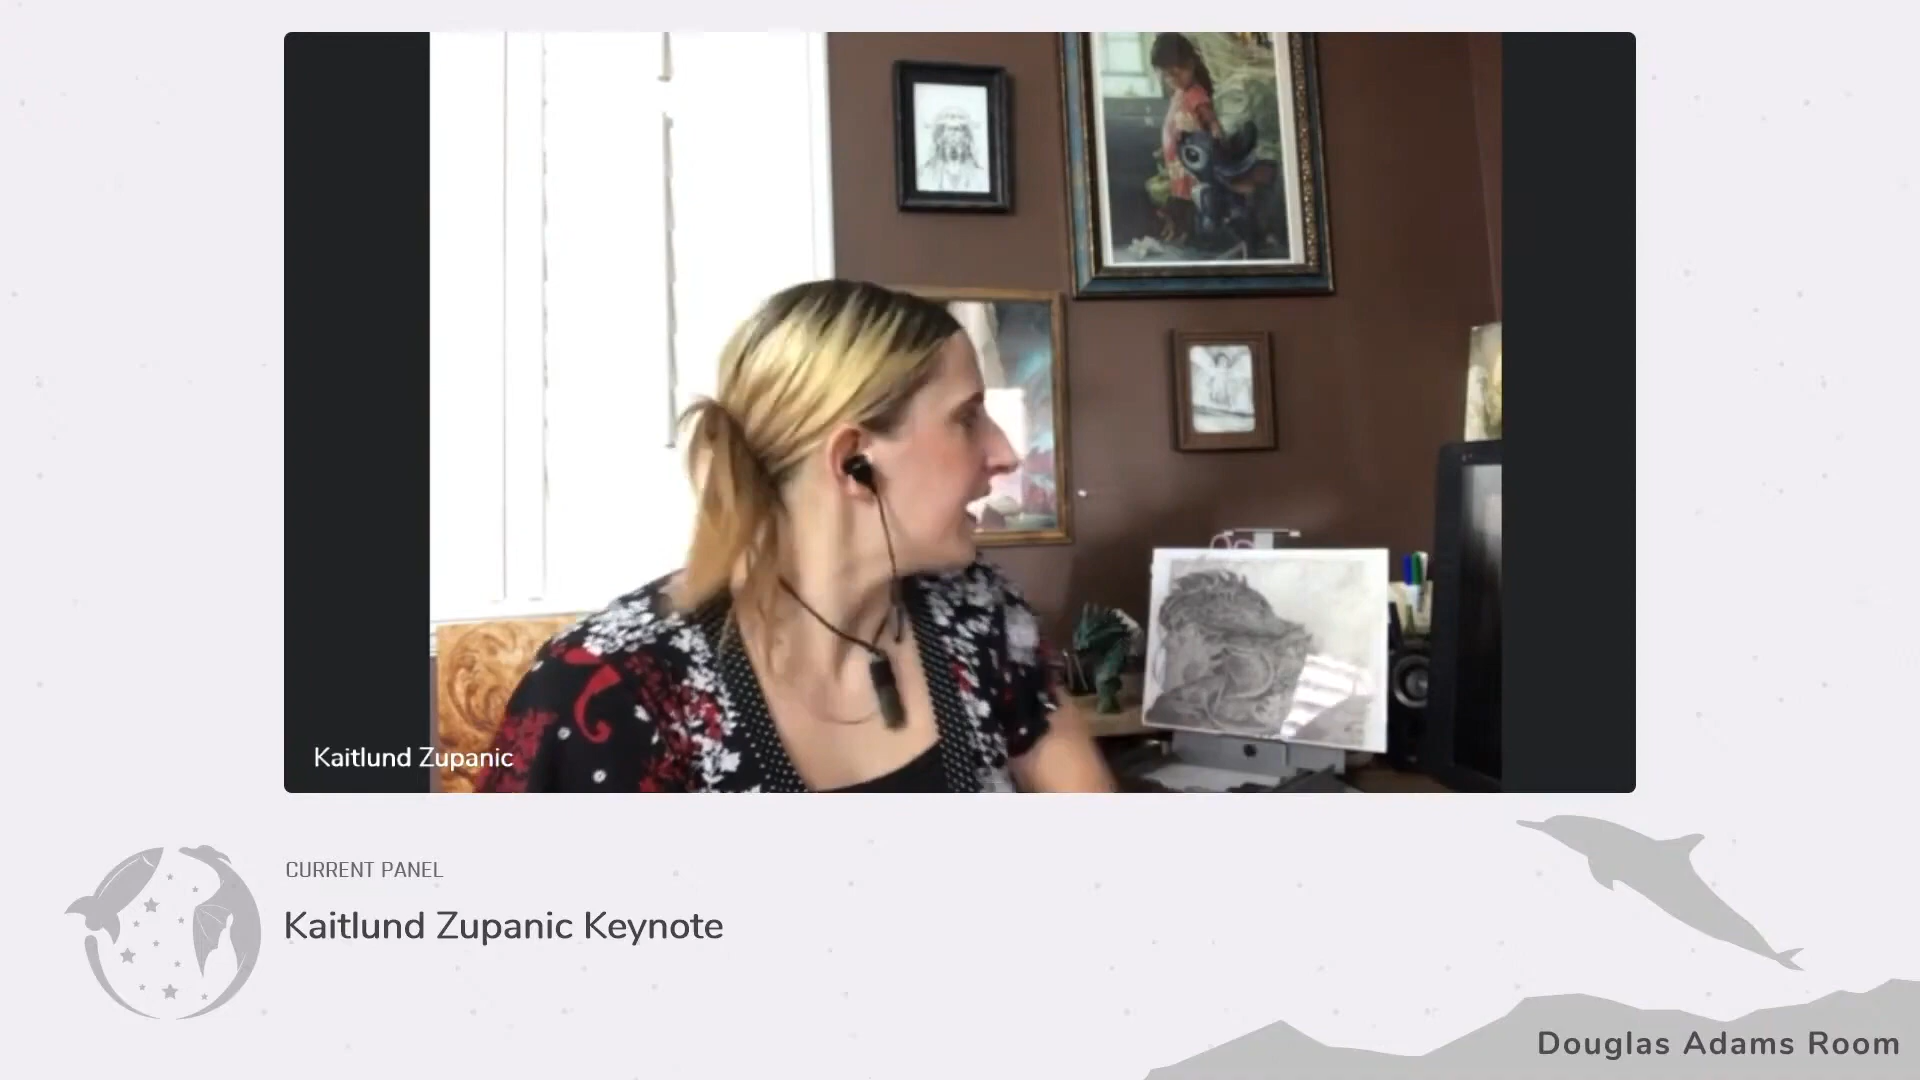 Kaitlund Zupanic
CURRENT PANEL
Kaitlund Zupanic Keynote
Douglas Adams Room